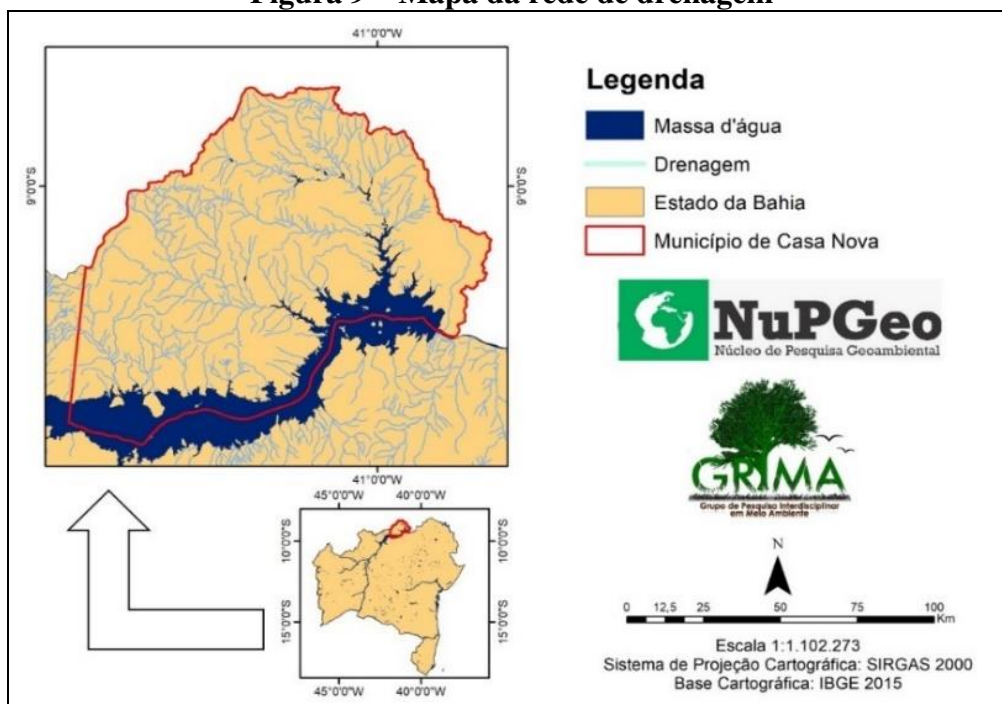 Figura 9 – Mapa da rede de drenagem
41°0'0"W
9°0'0"S
9°0'0"S
41°0'0"W
Legenda
Massa d'água
Drenagem
Estado da Bahia
Município de Casa Nova
NuPGeo
Núcleo de Pesquisa Geoambiental
GRIMA
Grupo de Pesquisa Interdisciplinar
em Meio Ambiente
45°0'0"W 40°0'0"W
10°0'0"S
10°0'0"S
15°0'0"S
15°0'0"S
45°0'0"W 40°0'0"W
N
0 12,5 25 50 75 100
Km
Escala 1:1.102.273
Sistema de Projeção Cartográfica: SIRGAS 2000
Base Cartográfica: IBGE 2015